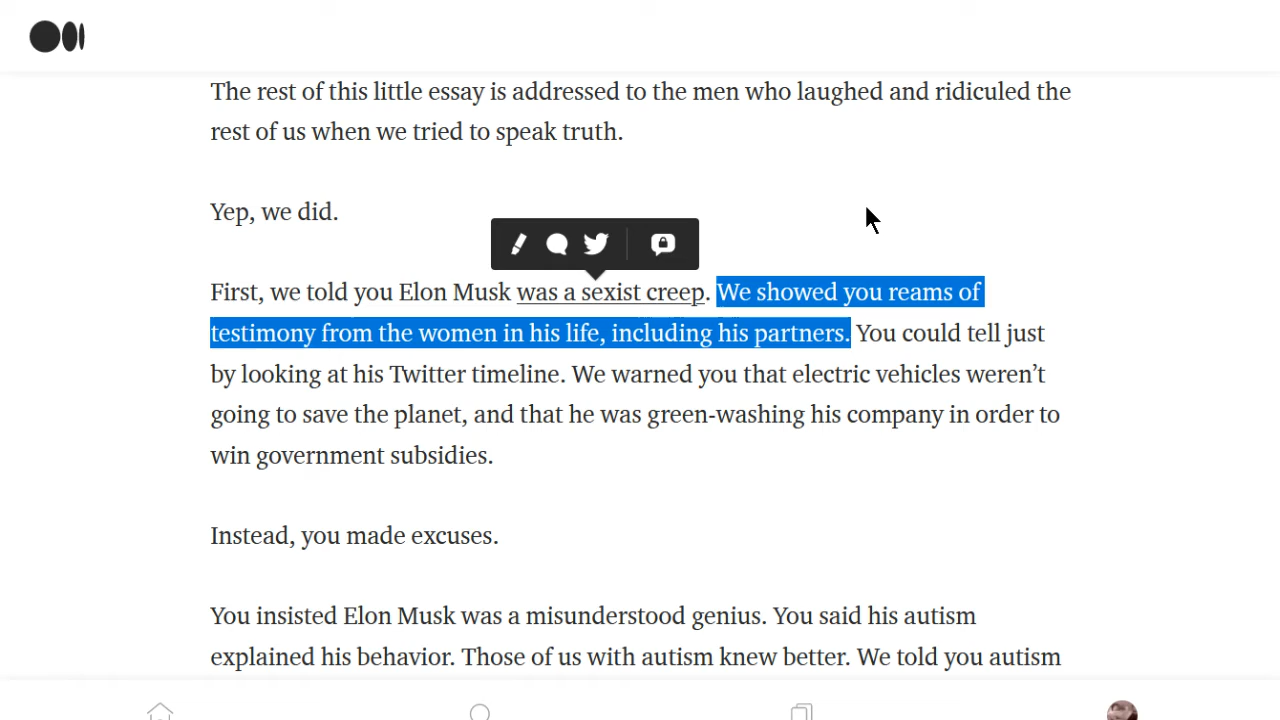 The rest of this little essay is addressed to the men who laughed and ridiculed the
rest of us when we tried to speak truth.
Yep, we did.
First, we told you Elon Musk was a sexist creep. We showed you reams of
testimony from the women in his life, including his partners. You could tell just
by looking at his Twitter timeline. We warned you that electric vehicles weren’t
going to save the planet, and that he was green-washing his company in order to
win government subsidies.
Instead, you made excuses.
You insisted Elon Musk was a misunderstood genius. You said his autism
explained his behavior. Those of us with autism knew better. We told you autism